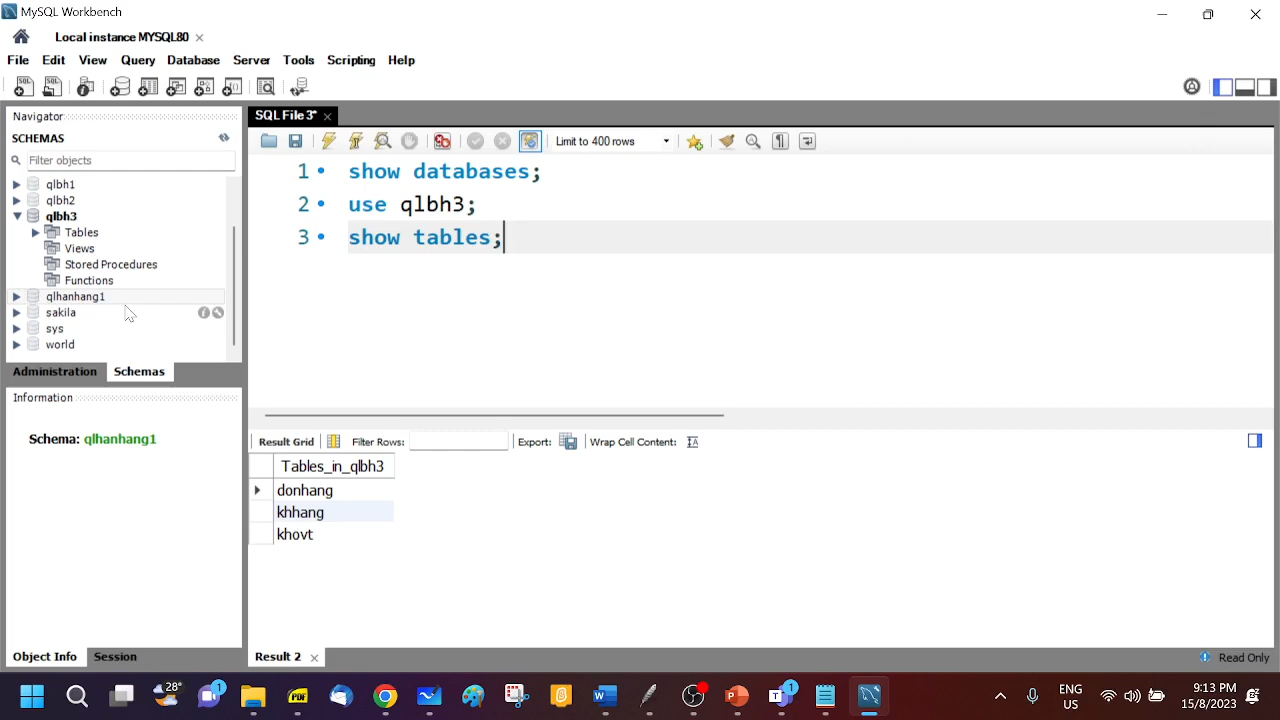 MySQL Workbench
Local instance MYSQL80
File Edit View Query Database Server Tools Scripting Help
Navigator
SCHEMAS
Filter objects
qlbh1
qlbh2
qlbh3
Tables
Views
Stored Procedures
Functions
qlhanhang1
sakila
sys
world
Administration Schemas
Information
Schema: qlhanhang1
Object Info Session
SQL File 3*
Limit to 400 rows
1 show databases;
2 use qlbh3;
3 show tables;
Result Grid Filter Rows: Export: Wrap Cell Content:
Tables_in_qlbh3
donhang
khhang
khovt
Result 2
Read Only
28°
1
PDF
1
ENG
US
9:13 PM
15/8/2023